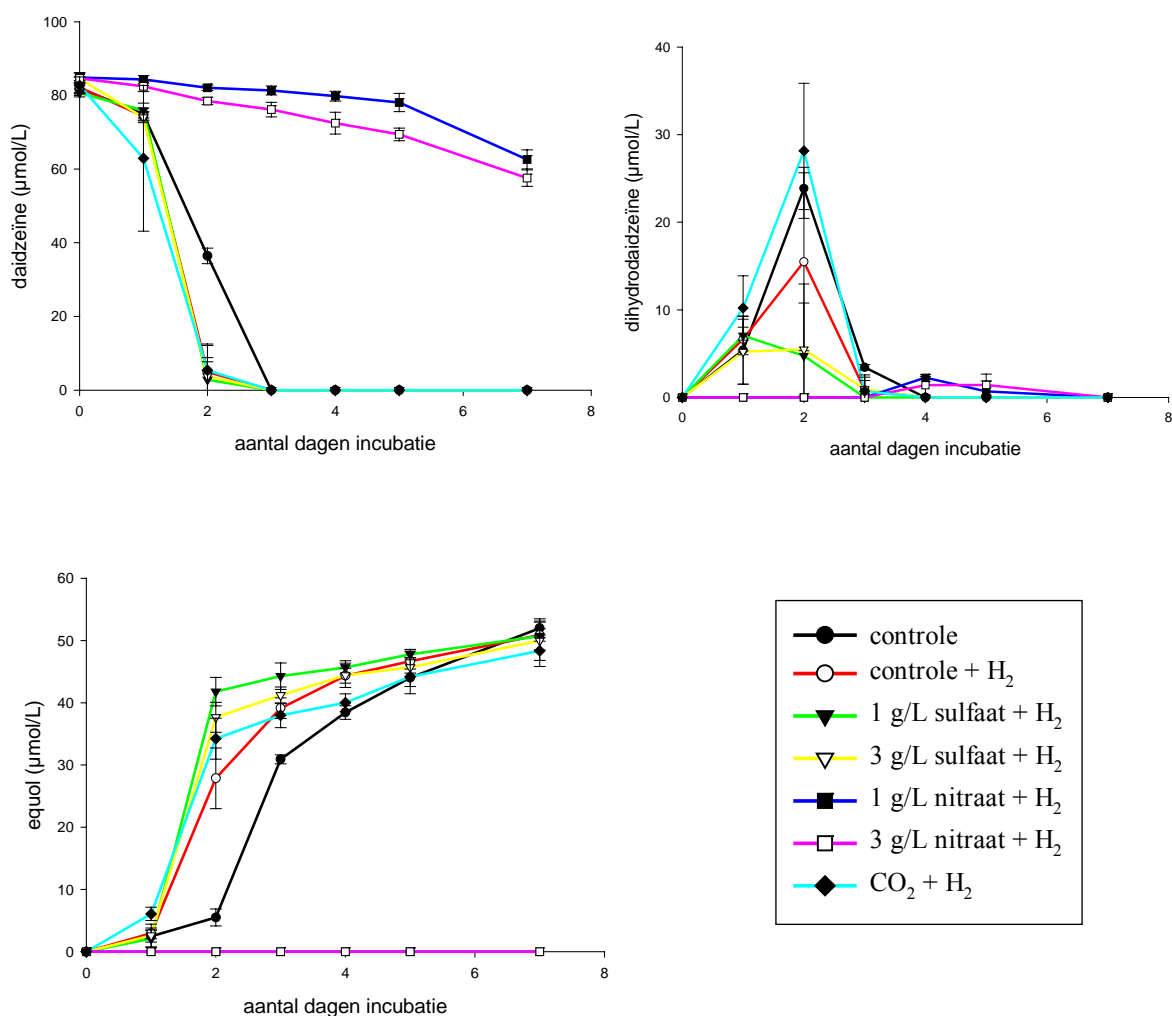 100
80
60
40
20
0
0
2
4
6
8
daidzeïne (µmol/L)
aantal dagen incubatie
40
30
20
10
0
0
2
4
6
8
dihydrodaidzeïne (µmol/L)
aantal dagen incubatie
60
50
40
30
20
10
0
0
2
4
6
8
equol (µmol/L)
aantal dagen incubatie
controle
controle + H₂
1 g/L sulfaat + H₂
3 g/L sulfaat + H₂
1 g/L nitraat + H₂
3 g/L nitraat + H₂
CO₂ + H₂